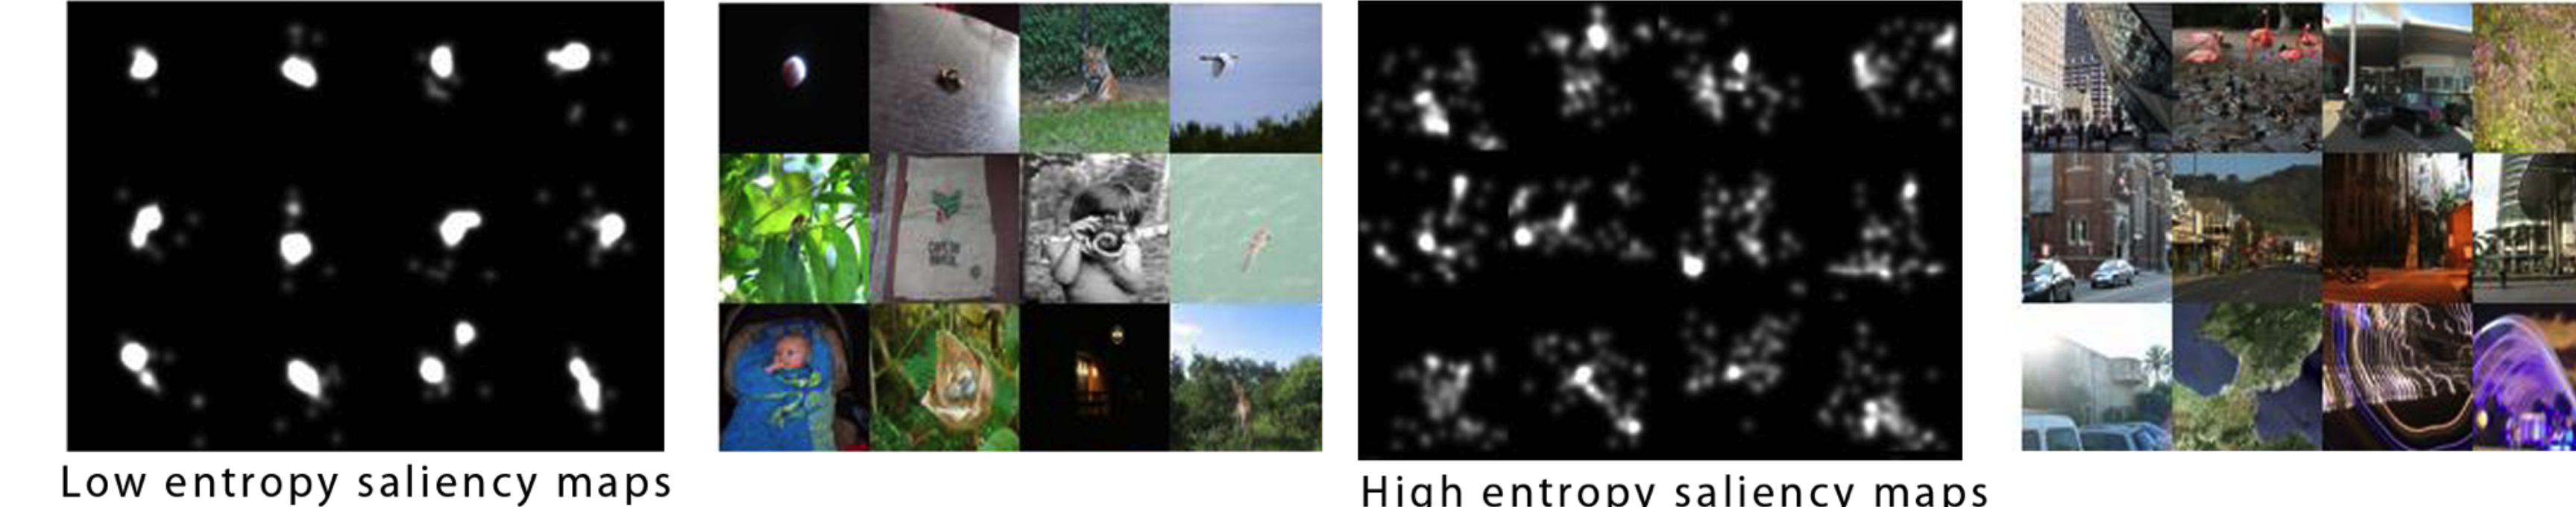 Low entropy saliency maps
High entropy saliency maps